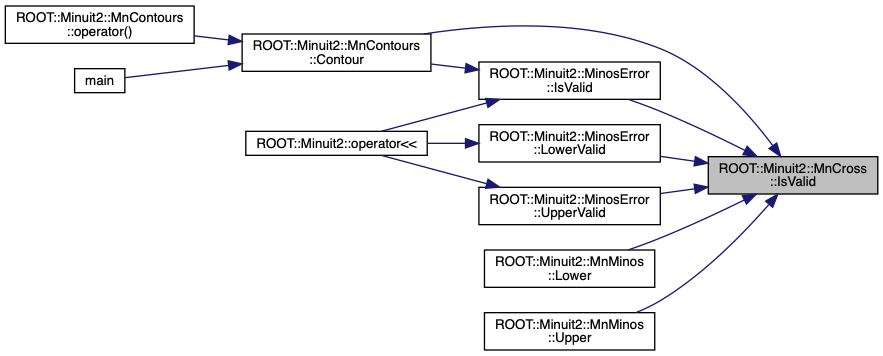 ROOT::Minuit2::MnContours
::operator()
main
ROOT::Minuit2::MnContours
::Contour
ROOT::Minuit2::operator<<
ROOT::Minuit2::MinosError
::IsValid
ROOT::Minuit2::MinosError
::LowerValid
ROOT::Minuit2::MinosError
::UpperValid
ROOT::Minuit2::MnMinos
::Lower
ROOT::Minuit2::MnMinos
::Upper
ROOT::Minuit2::MnCross
::IsValid